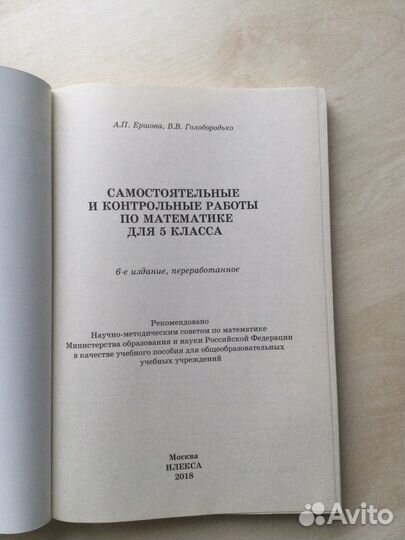 А.П. Ершова, В.В. Голобородько
САМОСТОЯТЕЛЬНЫЕ
И КОНТРОЛЬНЫЕ РАБОТЫ
ПО МАТЕМАТИКЕ
ДЛЯ 5 КЛАССА
6-е издание, переработанное
Рекомендовано
Научно-методическим советом по математике
Министерства образования и науки Российской Федерации
в качестве учебного пособия для общеобразовательных
учебных учреждений
Москва
ИЛЕКСА
2018
Avito